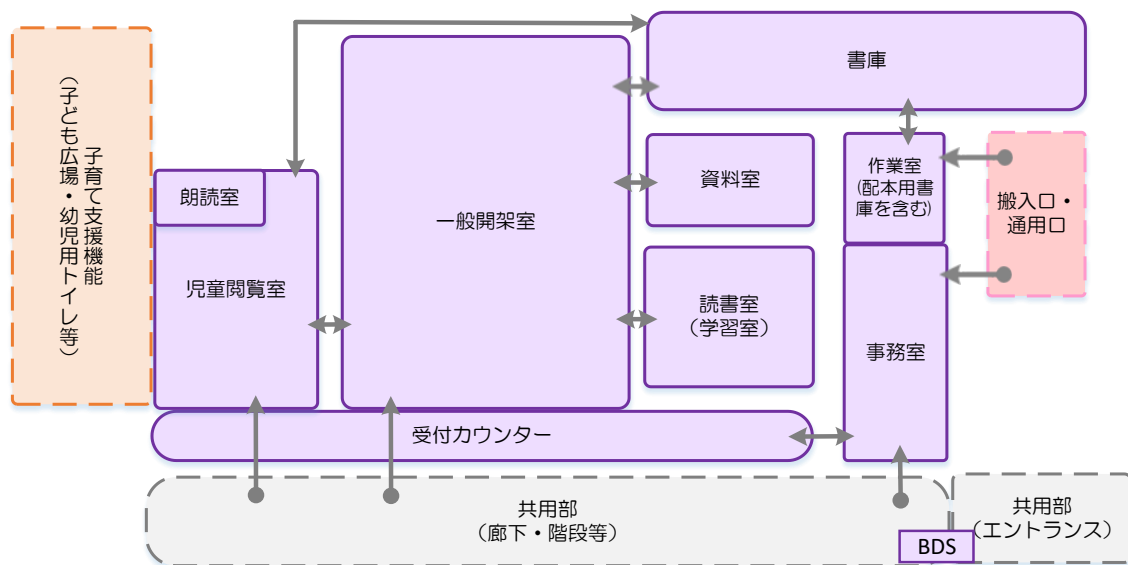 書庫
子育て支援機能
（子ども広場・幼児用トイレ等）
朗読室
児童閲覧室
一般開架室
資料室
読書室
（学習室）
作業室
(配本用書
庫を含む)
搬入口・
通用口
事務室
受付カウンター
共用部
（廊下・階段等）
BDS
共用部
（エントランス）